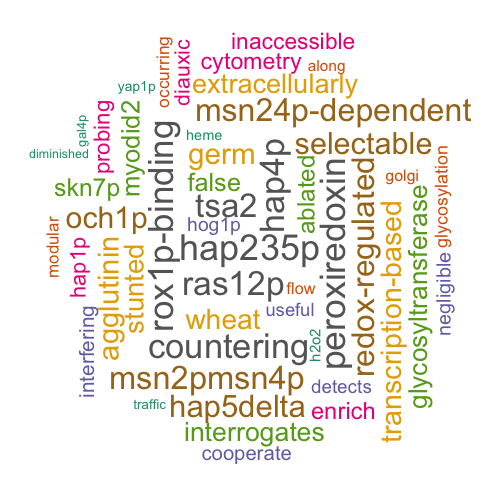 inaccessible
cytometry
along
occurring
diauxic
extracellularly
yap1p
msn24p-dependent
probing
myodid2
gal4p
heme
selectable
diminished
rox1p-binding
germ
hap4p
ablated
golgi
glycosylation
skn7p
false
tsa2
peroxiredoxin
redox-regulated
transcription-based
glycosyltransferase
och1p
hog1p
modular
hap1p
agglutinin
stunted
hap235p
ras12p
flow
negligible
interfering
wheat
useful
h2o2
countering
msn2pmsn4p
detects
traffic
hap5delta
enrich
interrogates
cooperate